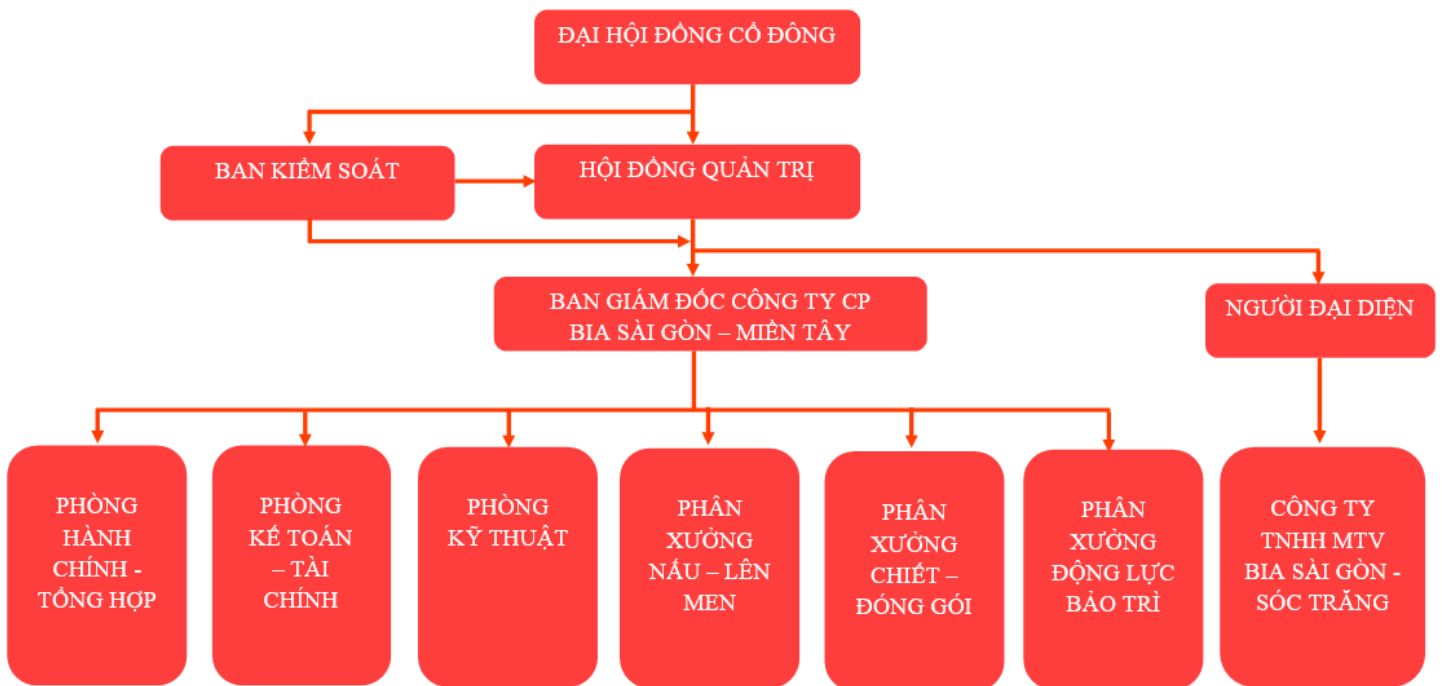 ĐẠI HỘI ĐỒNG CỔ ĐÔNG
BAN KIỂM SOÁT
HỘI ĐỒNG QUẢN TRỊ
BAN GIÁM ĐỐC CÔNG TY CP
BIA SÀI GÒN – MIỀN TÂY
NGƯỜI ĐẠI DIỆN
PHÒNG
HÀNH
CHÍNH -
TỔNG HỢP
PHÒNG
KẾ TOÁN
– TÀI
CHÍNH
PHÒNG
KỸ THUẬT
PHÂN
XƯỞNG
NẤU – LÊN
MEN
PHÂN
XƯỞNG
CHIẾT –
ĐÓNG GÓI
PHÂN
XƯỞNG
ĐỘNG LỰC
BẢO TRÌ
CÔNG TY
TNHH MTV
BIA SÀI GÒN -
SÓC TRĂNG